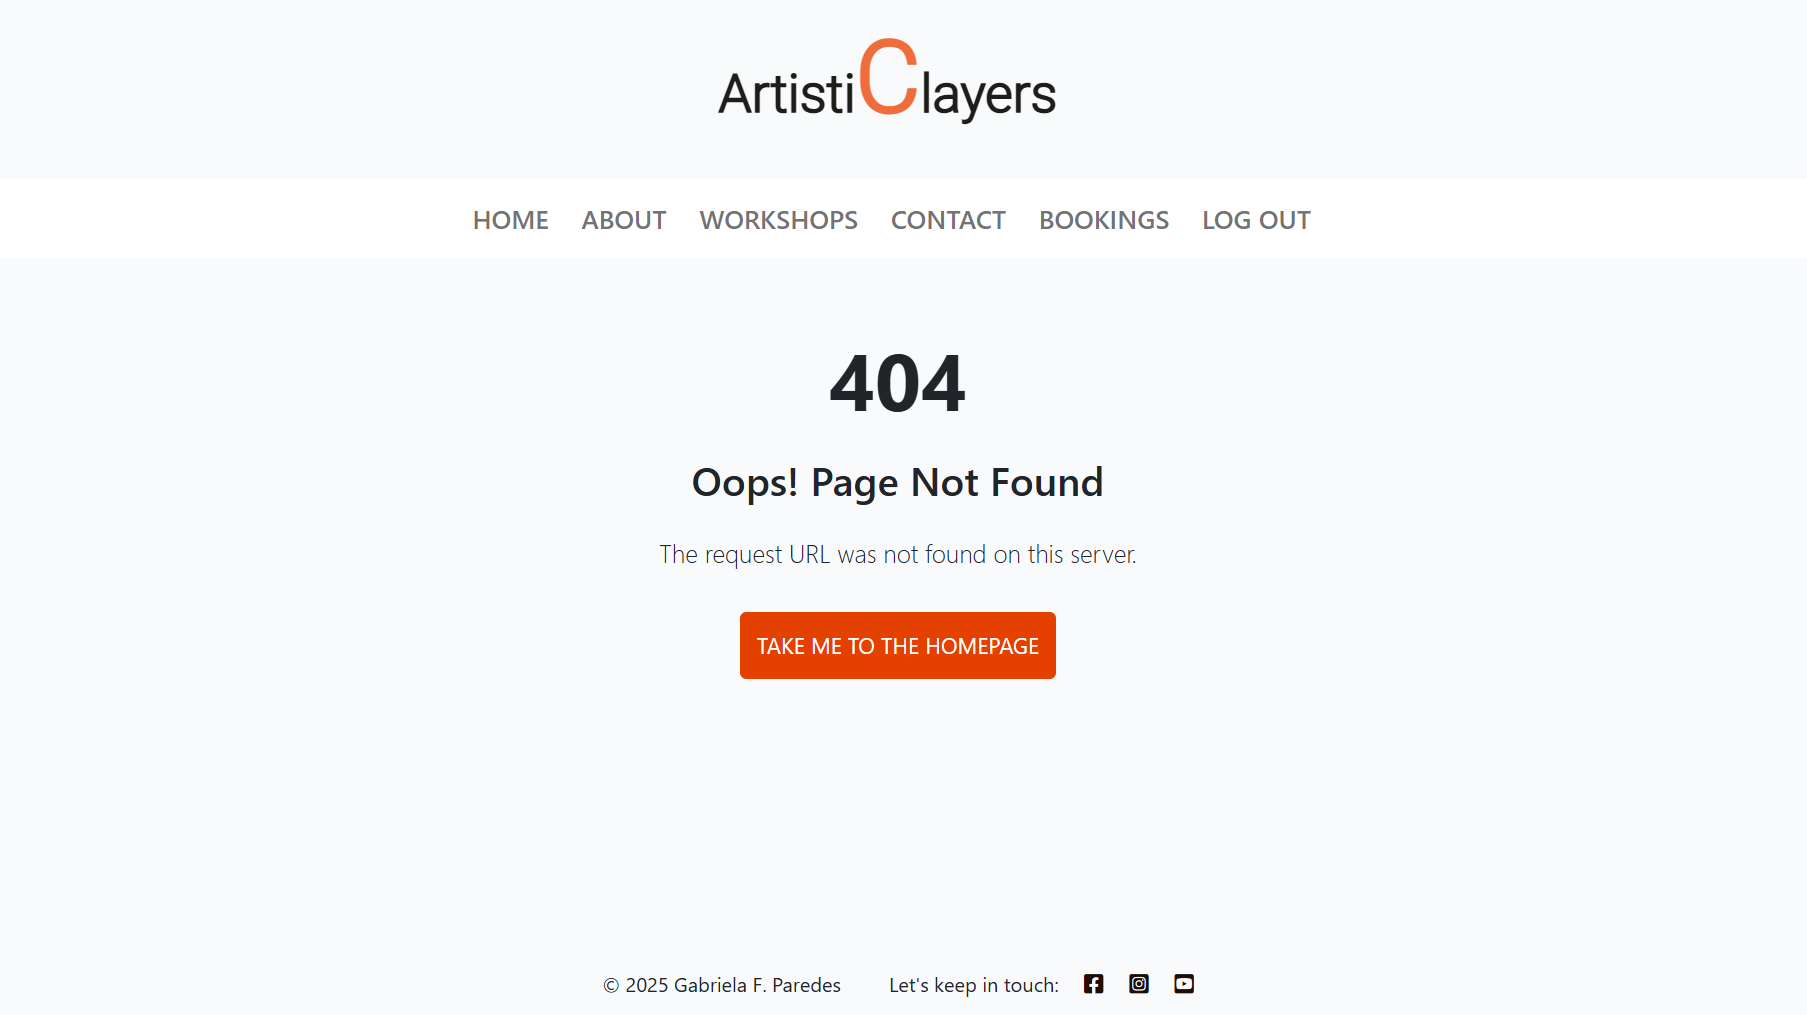 ArtistiClayers
HOME ABOUT WORKSHOPS CONTACT BOOKINGS LOG OUT
404
Oops! Page Not Found
The request URL was not found on this server.
TAKE ME TO THE HOMEPAGE
© 2025 Gabriela F. Paredes Let's keep in touch: